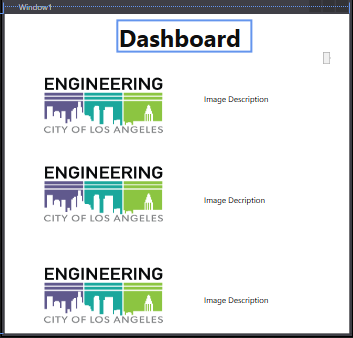 Window1
Dashboard
ENGINEERING
CITY OF LOS ANGELES
Image Description
ENGINEERING
CITY OF LOS ANGELES
Image Decription
ENGINEERING
CITY OF LOS ANGELES
Image Description